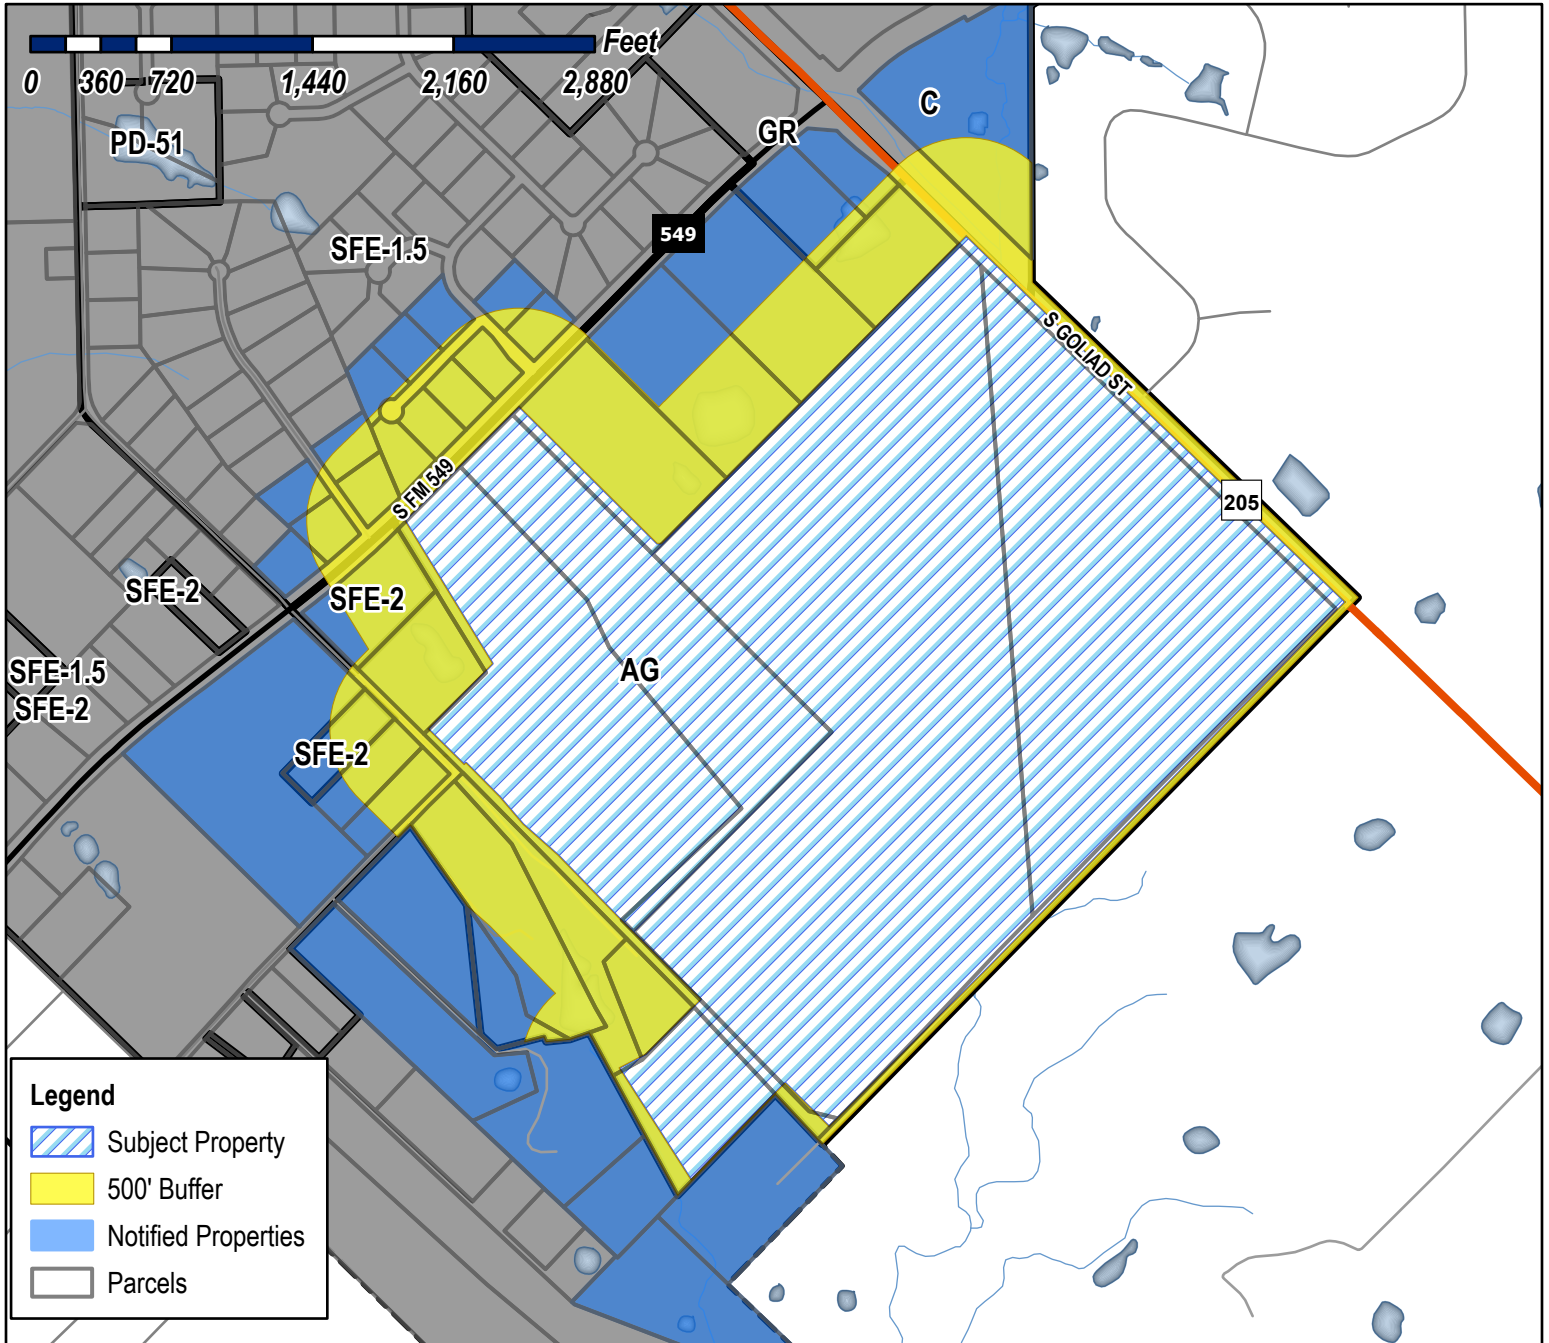 Feet
0 360 720 1,440 2,160 2,880
C
GR
PD-51
549
SFE-1.5
S GOLIAD ST
S FM 549
205
SFE-2
SFE-2
AG
SFE-1.5
SFE-2
SFE-2
Legend
Subject Property
500' Buffer
Notified Properties
Parcels